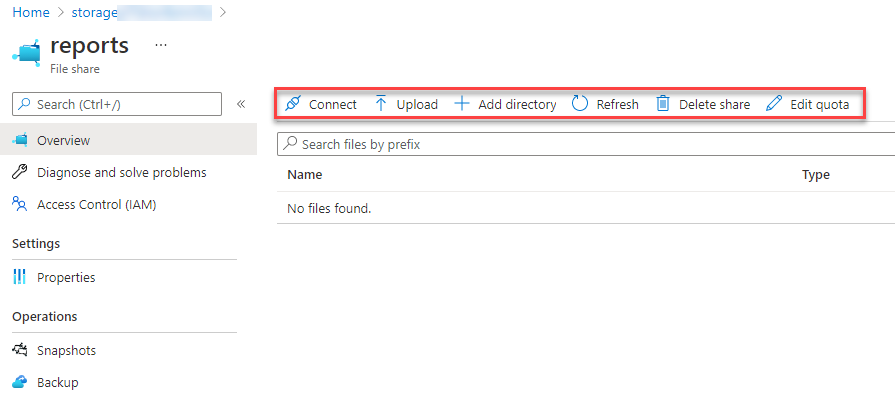 Home > storage >
reports ...
File share
Search (Ctrl+/) «
Connect Upload Add directory Refresh Delete share Edit quota
Overview
Search files by prefix
Diagnose and solve problems
Name Type
Access Control (IAM)
No files found.
Settings
Properties
Operations
Snapshots
Backup